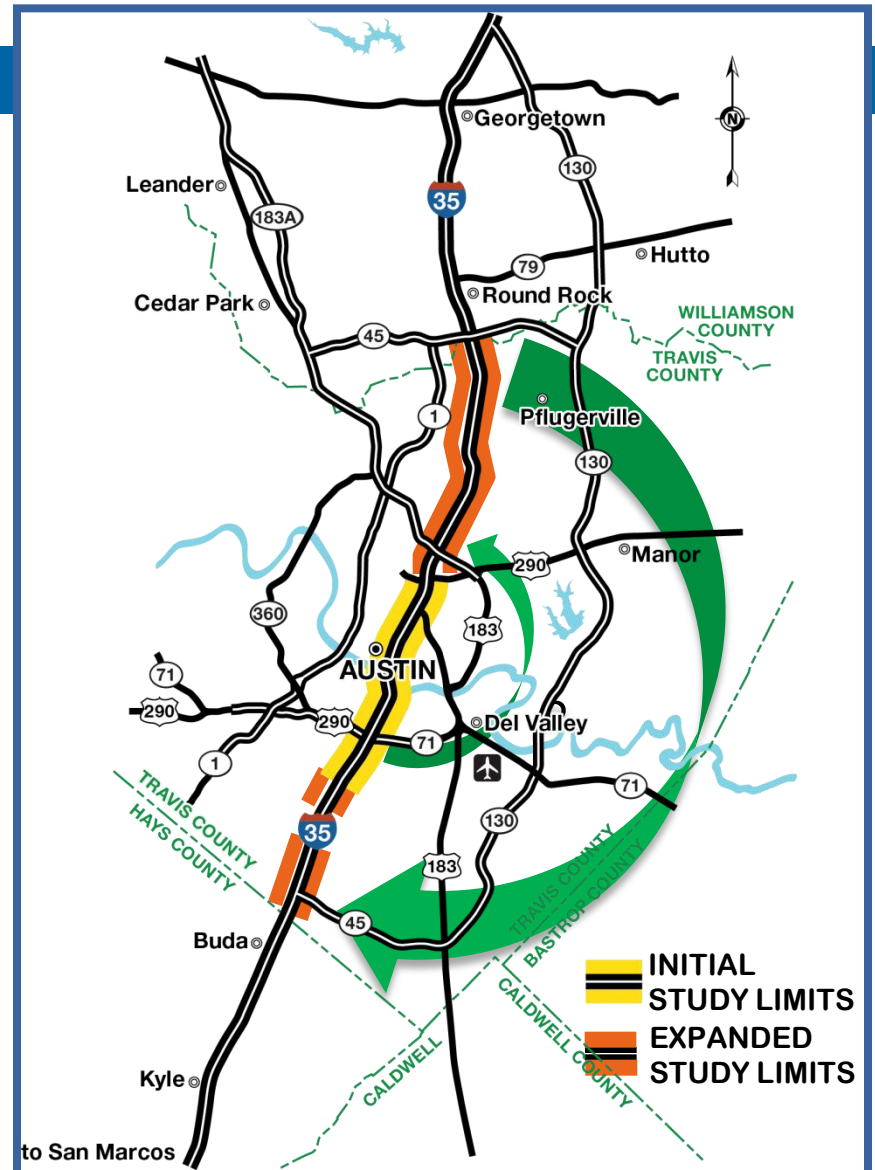 Georgetown
N
130
Leander
35
183A
Hutto
79
Round Rock
Cedar Park
WILLIAMSON
COUNTY
45
TRAVIS
COUNTY
1
Pflugerville
130
290
Manor
360
183
AUSTIN
71
290
290
Del Valley
71
1
71
TRAVIS COUNTY
HAYS COUNTY
35
130
183
TRAVIS COUNTY
BASTROP COUNTY
45
Buda
INITIAL
STUDY LIMITS
CALDWELL
CALDWELL COUNTY
EXPANDED
STUDY LIMITS
Kyle
to San Marcos